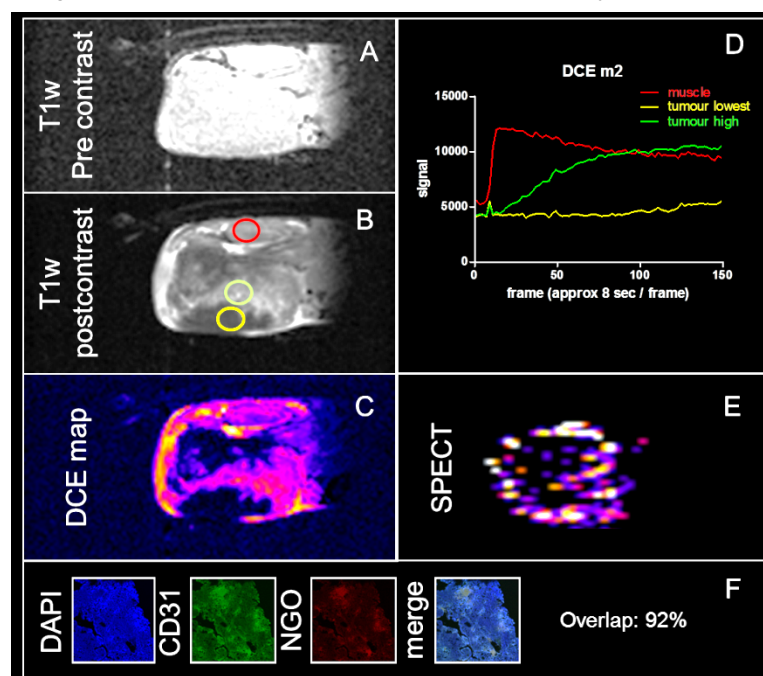 A
T1w
Pre contrast
B
T1w
postcontrast
C
DCE map
D
DCE m2
muscle
tumour lowest
tumour high
signal
15000
10000
5000
0
0
50
100
150
frame (approx 8 sec / frame)
E
SPECT
F
DAPI
CD31
NGO
merge
Overlap: 92%